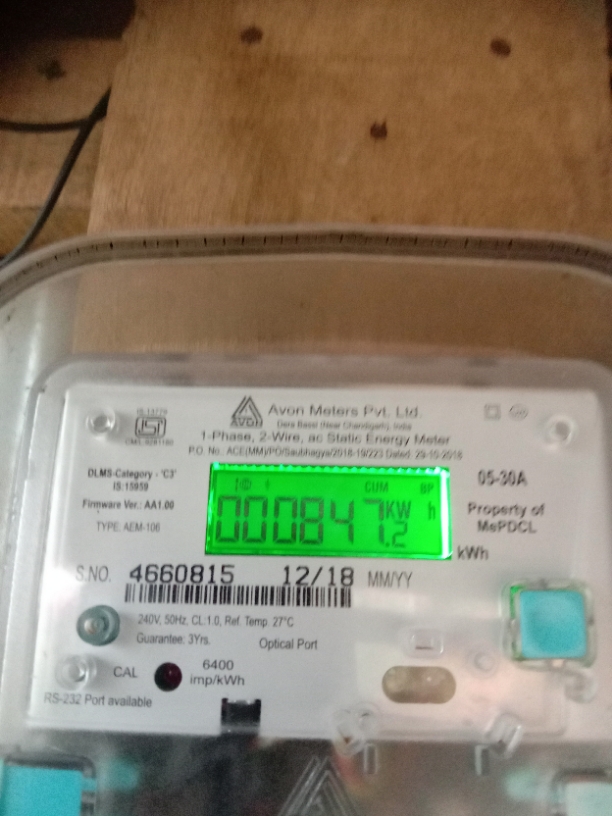 IS:13779
ISI
CM/L-9281180
AVON
Avon Meters Pvt. Ltd.
Dera Bassi (Near Chandigarh), India
1-Phase, 2-Wire, ac Static Energy Meter
P.O. No. ACE(MM)/PO/Saubhagya/2018-19/223 Dated: 29-10-2018
DLMS-Category - 'C3'
IS:15959
Firmware Ver.: AA1.00
TYPE: AEM-106
CUM BP
000847.2 KW h
05-30A
Property of
MePDCL
kWh
S.NO. 4660815 12/18 MM/YY
240V, 50Hz, CL:1.0, Ref. Temp. 27°C
Guarantee: 3Yrs. Optical Port
CAL
6400
imp/kWh
RS-232 Port available